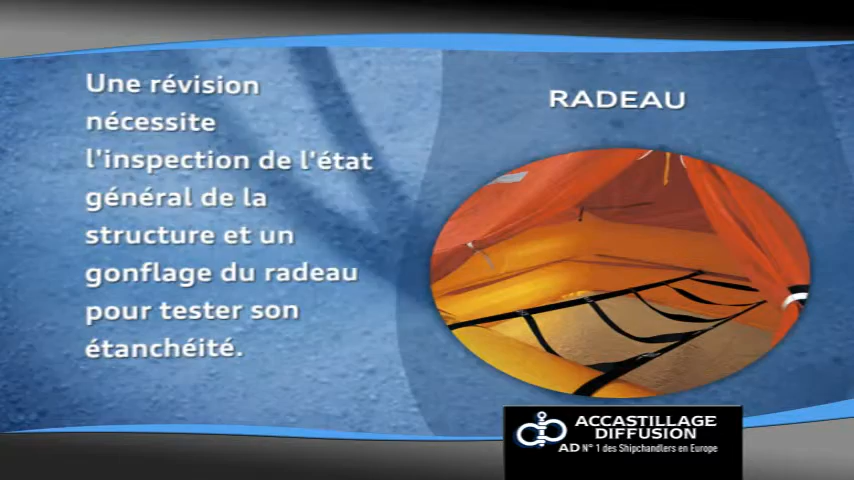 Une révision
nécessite
l'inspection de l'état
général de la
structure et un
gonflage du radeau
pour tester son
étanchéité.
RADEAU
ACCASTILLAGE
DIFFUSION
AD N° 1 des Shipchandlers en Europe